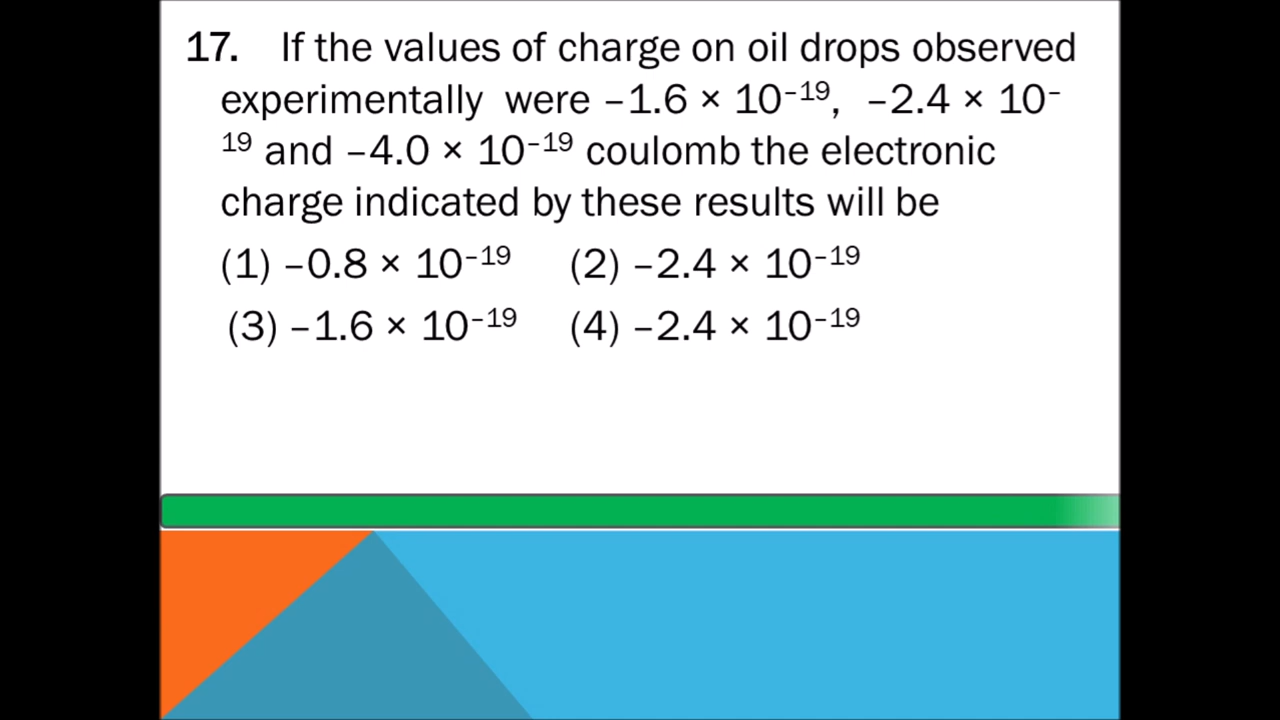 17. If the values of charge on oil drops observed
experimentally were –1.6 × 10⁻¹⁹, –2.4 × 10⁻
¹⁹ and –4.0 × 10⁻¹⁹ coulomb the electronic
charge indicated by these results will be
(1) –0.8 × 10⁻¹⁹ (2) –2.4 × 10⁻¹⁹
(3) –1.6 × 10⁻¹⁹ (4) –2.4 × 10⁻¹⁹